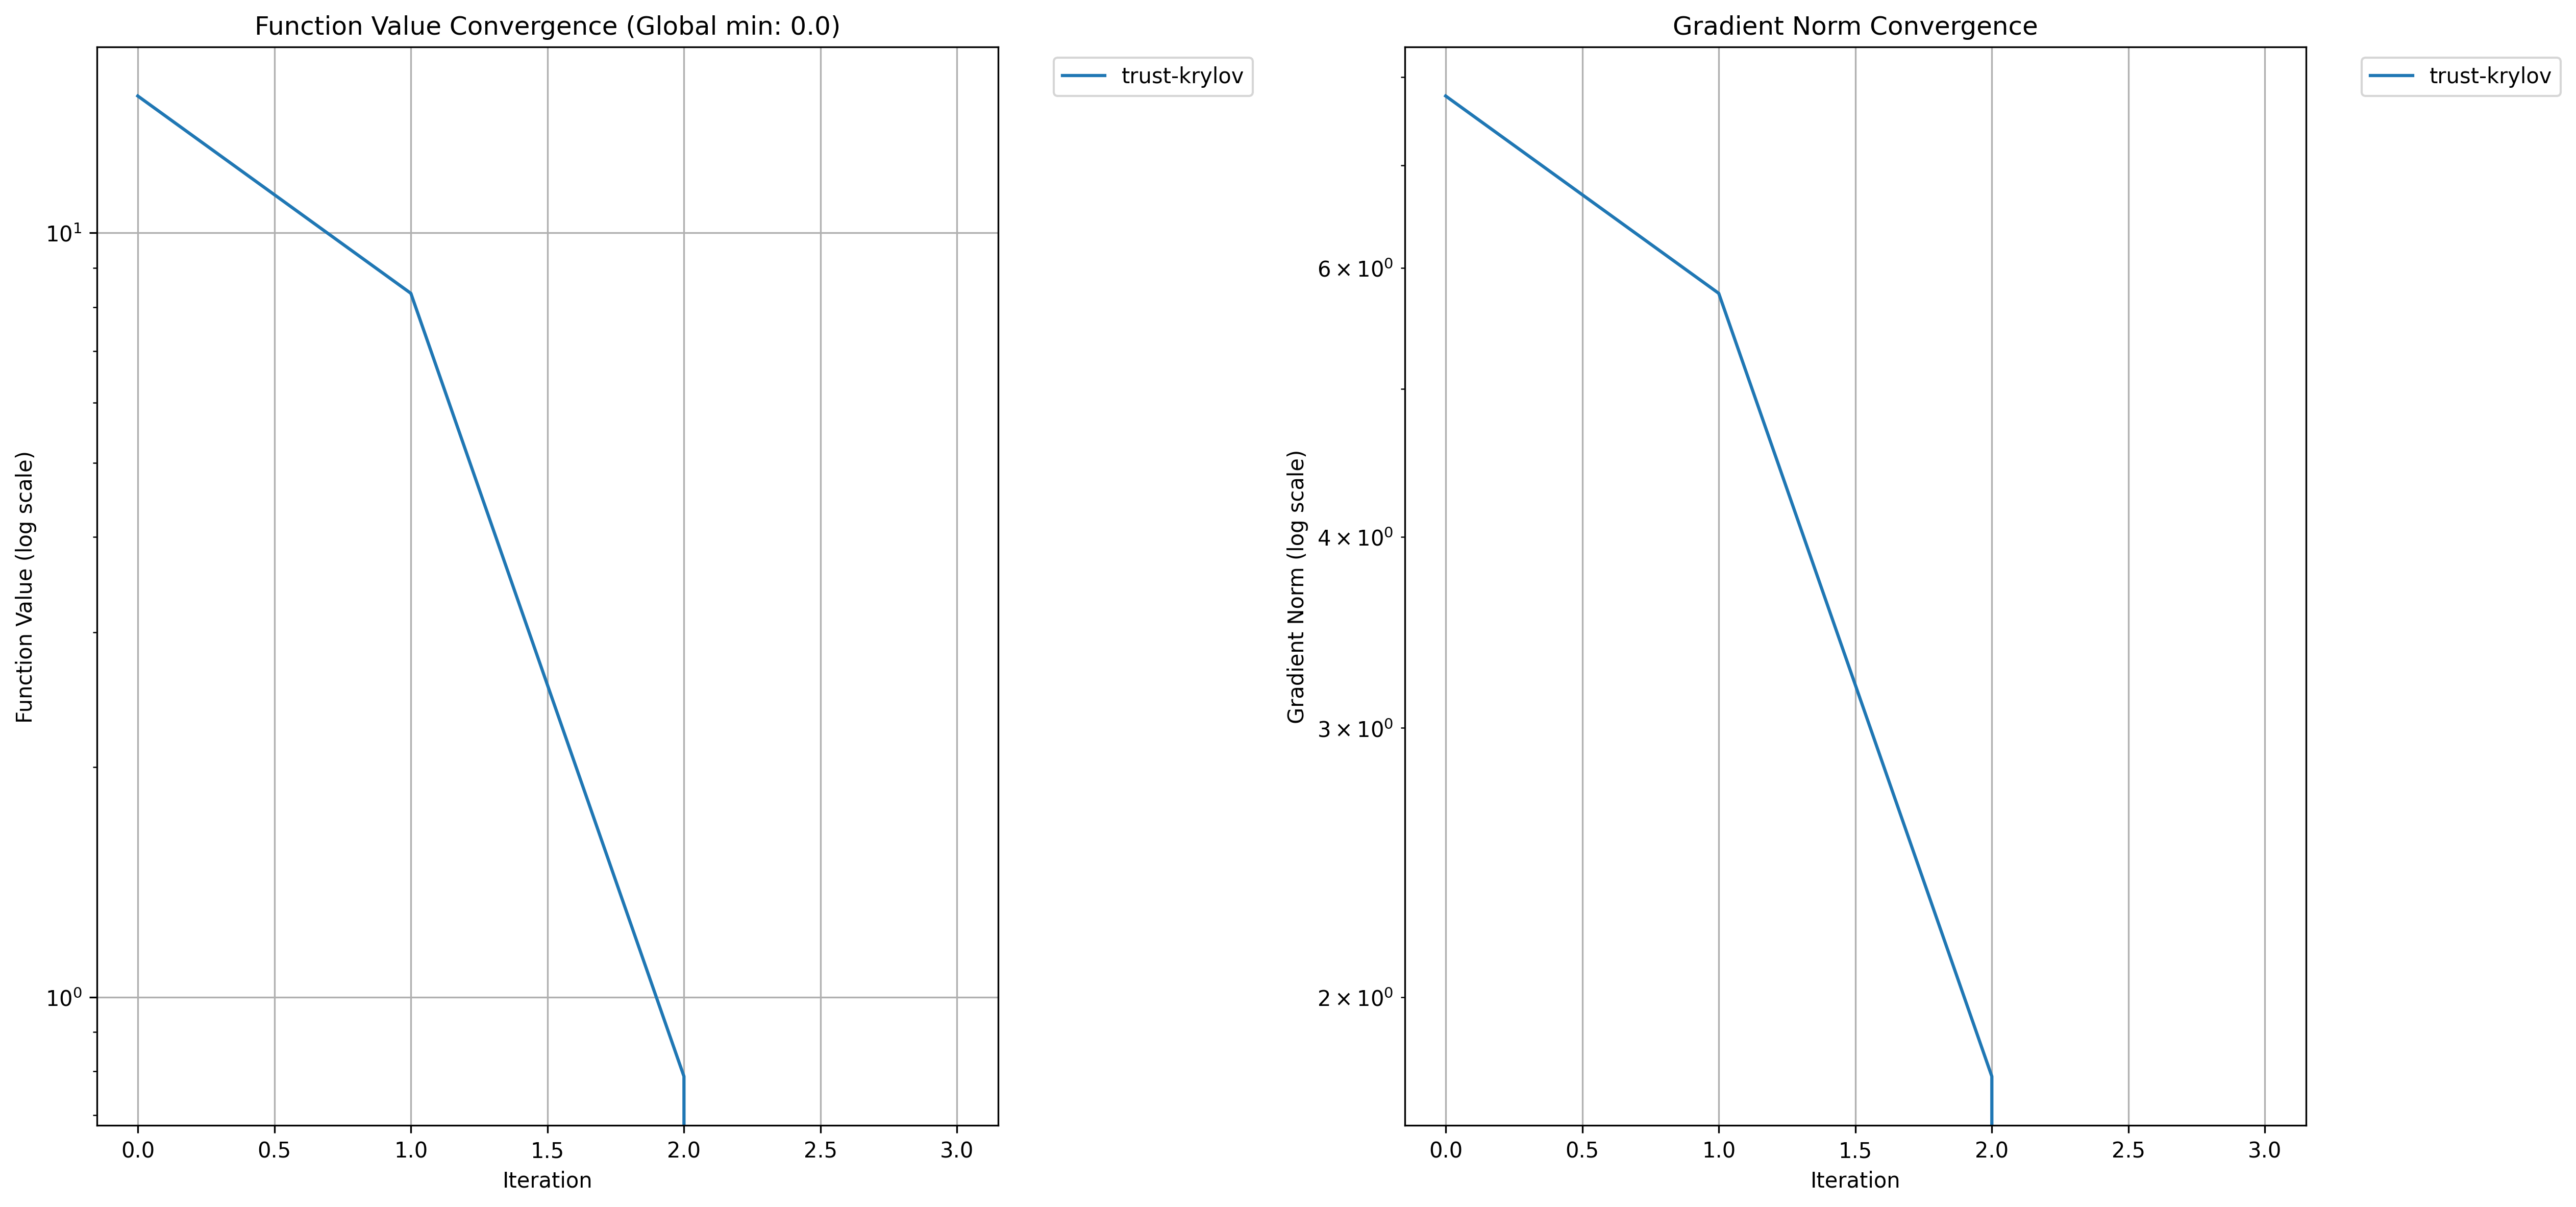 Function Value Convergence (Global min: 0.0)
trust-krylov
Function Value (log scale)
10¹
10⁰
0.0 0.5 1.0 1.5 2.0 2.5 3.0
Iteration
Gradient Norm Convergence
trust-krylov
Gradient Norm (log scale)
6 × 10⁰
4 × 10⁰
3 × 10⁰
2 × 10⁰
0.0 0.5 1.0 1.5 2.0 2.5 3.0
Iteration